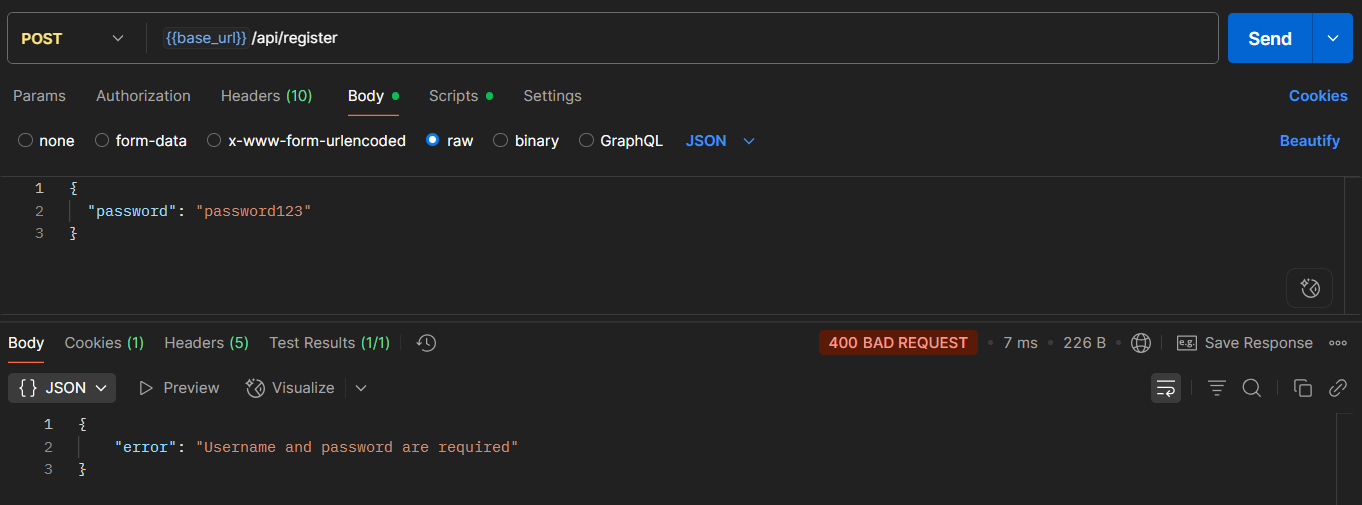 POST {{base_url}}/api/register Send
Params Authorization Headers (10) Body Scripts Settings Cookies
none form-data x-www-form-urlencoded raw binary GraphQL JSON Beautify
1 {
2 "password": "password123"
3 }
Body Cookies (1) Headers (5) Test Results (1/1) 400 BAD REQUEST 7 ms 226 B e.g. Save Response
{} JSON Preview Visualize
1 {
2 "error": "Username and password are required"
3 }